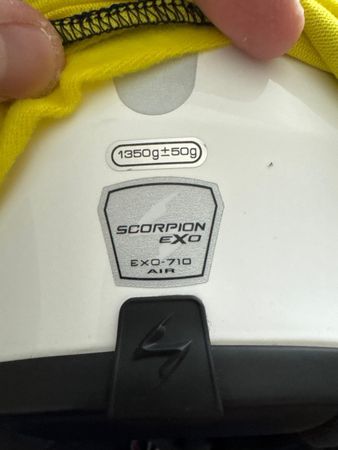 1350g±50g
SCORPION
EXO
EXO-710
AIR